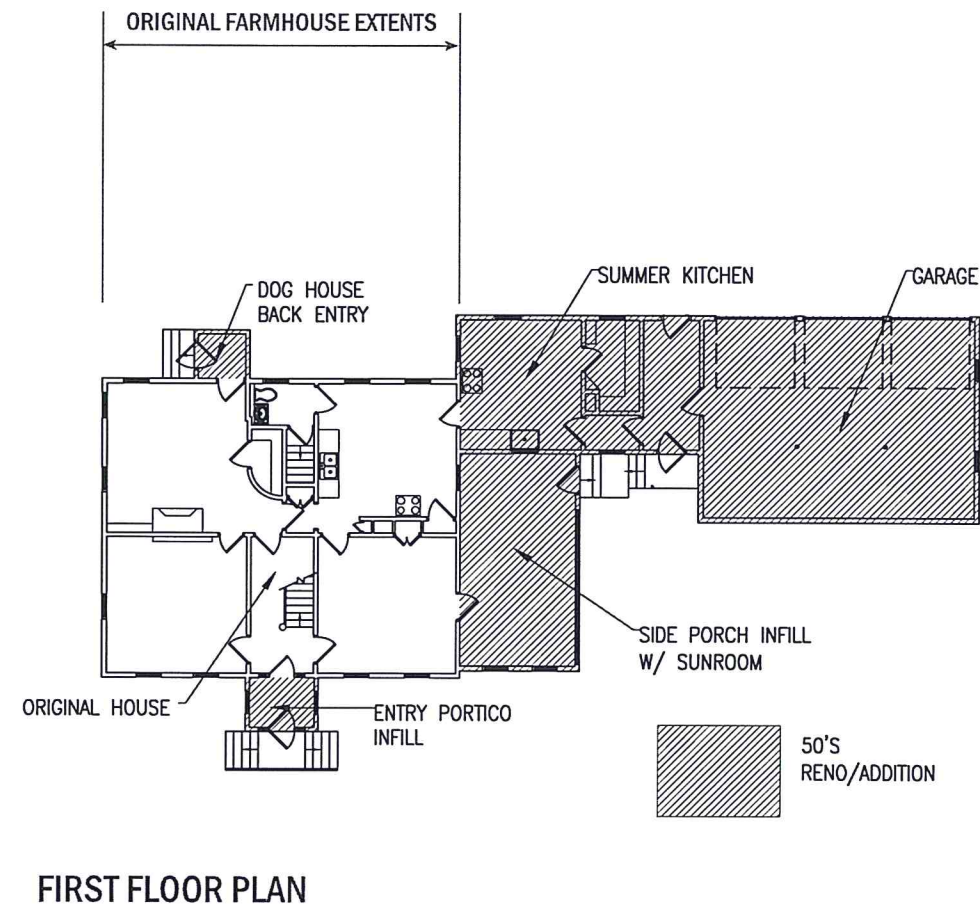 ORIGINAL FARMHOUSE EXTENTS
DOG HOUSE
BACK ENTRY
SUMMER KITCHEN
GARAGE
SIDE PORCH INFILL
W/ SUNROOM
ORIGINAL HOUSE
ENTRY PORTICO
INFILL
50'S
RENO/ADDITION
FIRST FLOOR PLAN